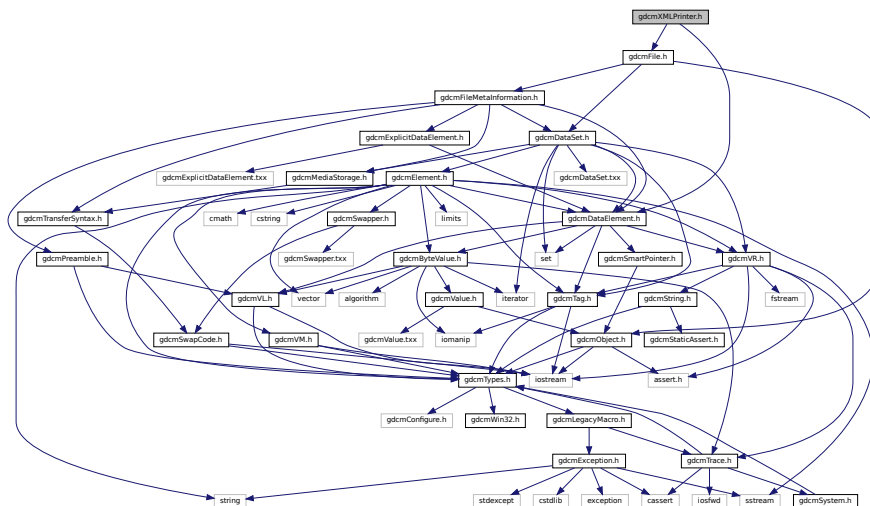 gdcmXMLPrinter.h
gdcmFile.h
gdcmFileMetaInformation.h
gdcmExplicitDataElement.h
gdcmDataSet.h
gdcmExplicitDataElement.txx
gdcmMediaStorage.h
gdcmElement.h
gdcmDataSet.txx
gdcmTransferSyntax.h
cmath
cstring
gdcmSwapper.h
limits
gdcmDataElement.h
gdcmPreamble.h
gdcmSwapper.txx
gdcmByteValue.h
set
gdcmSmartPointer.h
gdcmVR.h
gdcmVL.h
vector
algorithm
gdcmValue.h
iterator
gdcmTag.h
gdcmString.h
fstream
gdcmSwapCode.h
gdcmVM.h
gdcmValue.txx
iomanip
gdcmObject.h
gdcmStaticAssert.h
gdcmTypes.h
iostream
assert.h
gdcmConfigure.h
gdcmWin32.h
gdcmLegacyMacro.h
gdcmException.h
gdcmTrace.h
string
stdexcept
cstdlib
exception
cassert
iosfwd
sstream
gdcmSystem.h